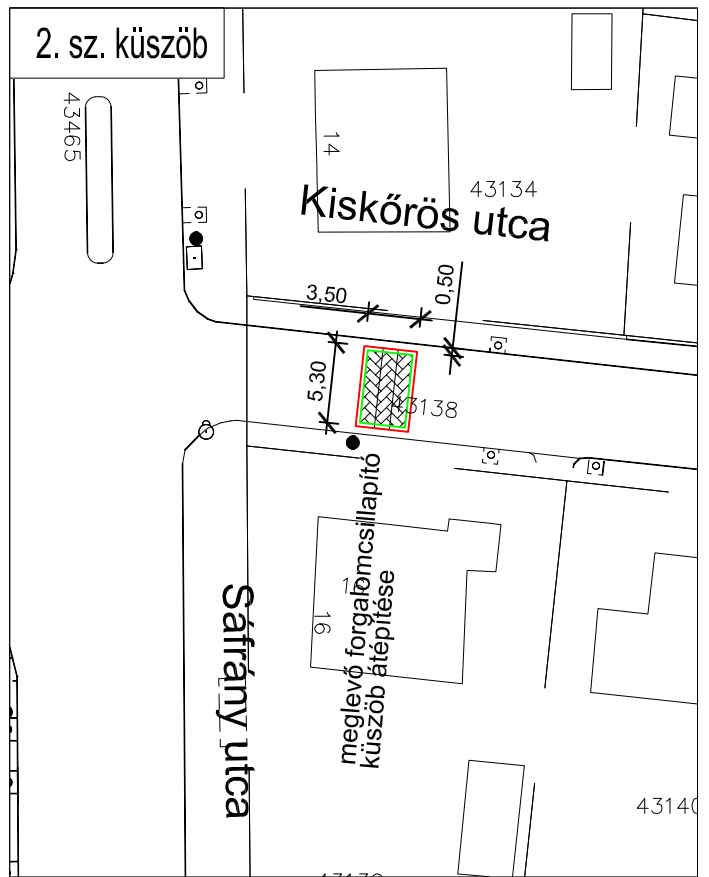 2. sz. küszöb
43465
14
43134
Kiskőrös utca
3,50
0,50
5,30
43138
meglevő forgalomcsillapító
küszöb átépítése
16
16
Sáfrány utca
43140